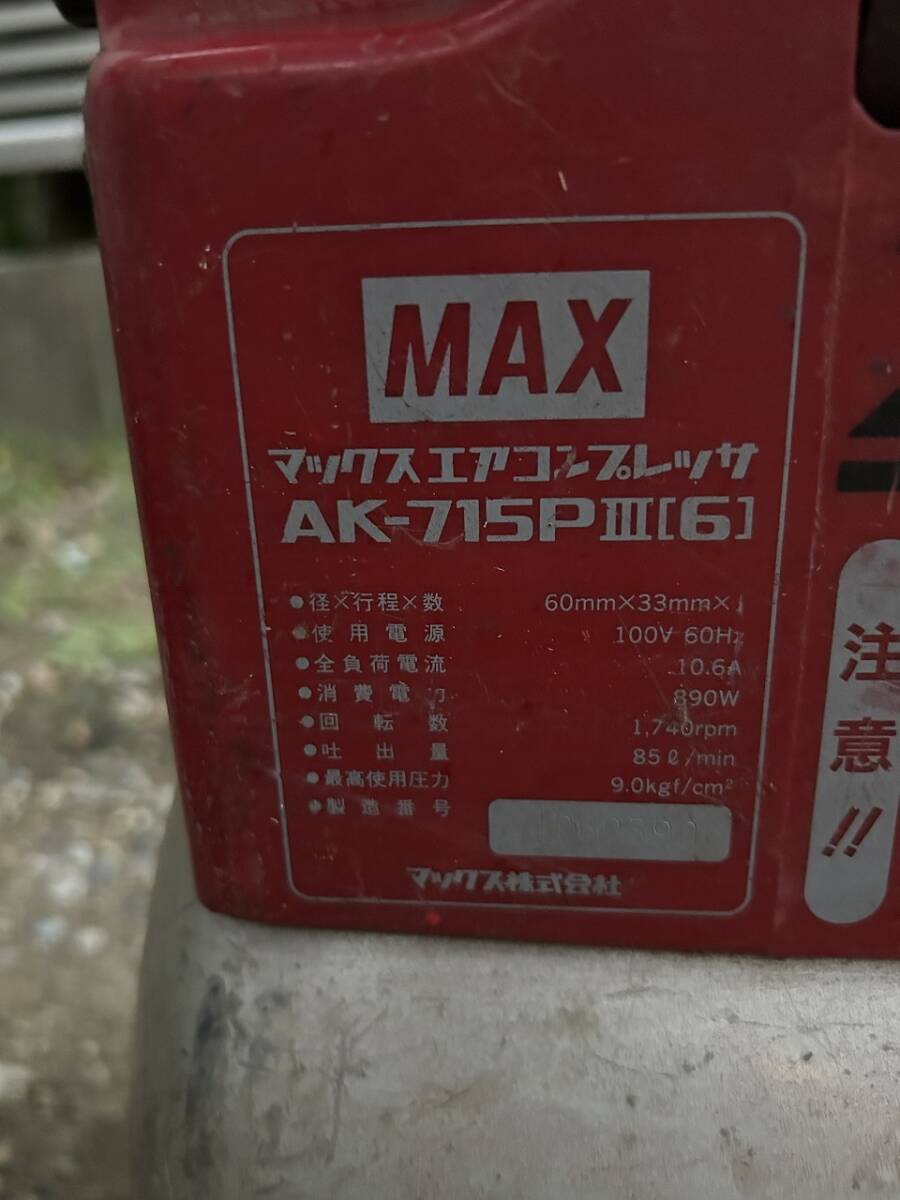 MAX
マックスエアコンプレッサ
AK-715PⅢ[6]
●径×行程×数 60mm×33mm×1
●使用電源 100V 60Hz
●全負荷電流 10.6A
●消費電力 890W
●回転数 1,740rpm
●吐出量 85ℓ/min
●最高使用圧力 9.0kgf/cm²
●製造番号
マックス株式会社
注意!!